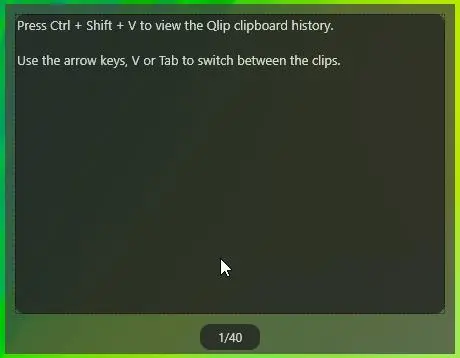 Press Ctrl + Shift + V to view the Qlip clipboard history.
Use the arrow keys, V or Tab to switch between the clips.
1/40